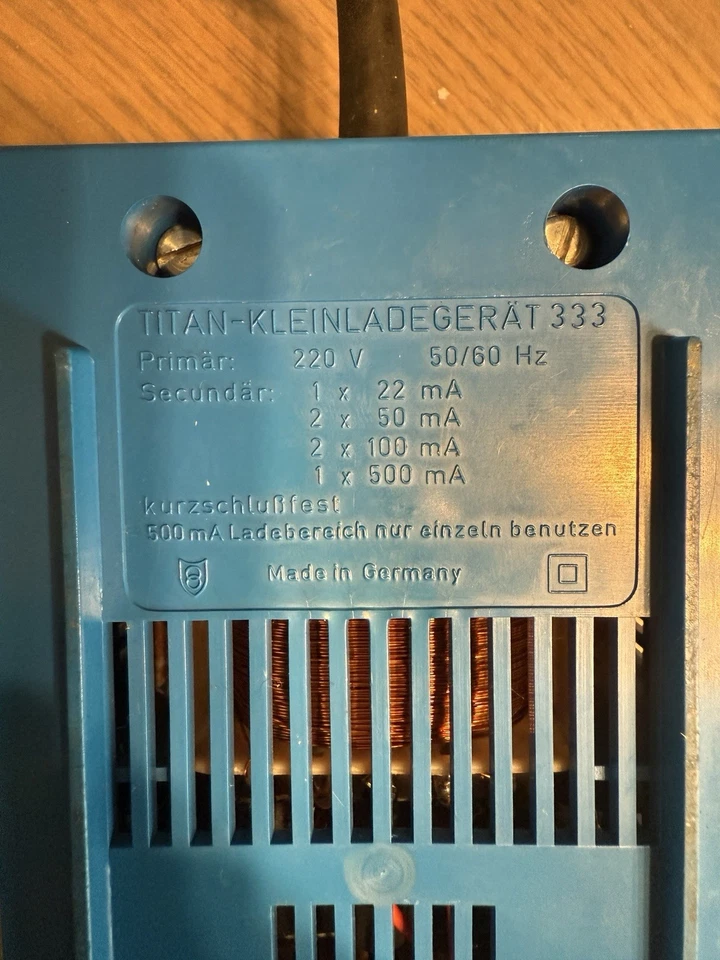 TITAN-KLEINLADEGERÄT 333
Primär: 220 V 50/60 Hz
Secundär: 1 x 22 mA
2 x 50 mA
2 x 100 mA
1 x 500 mA
kurzschlußfest
500 mA Ladebereich nur einzeln benutzen
Made in Germany